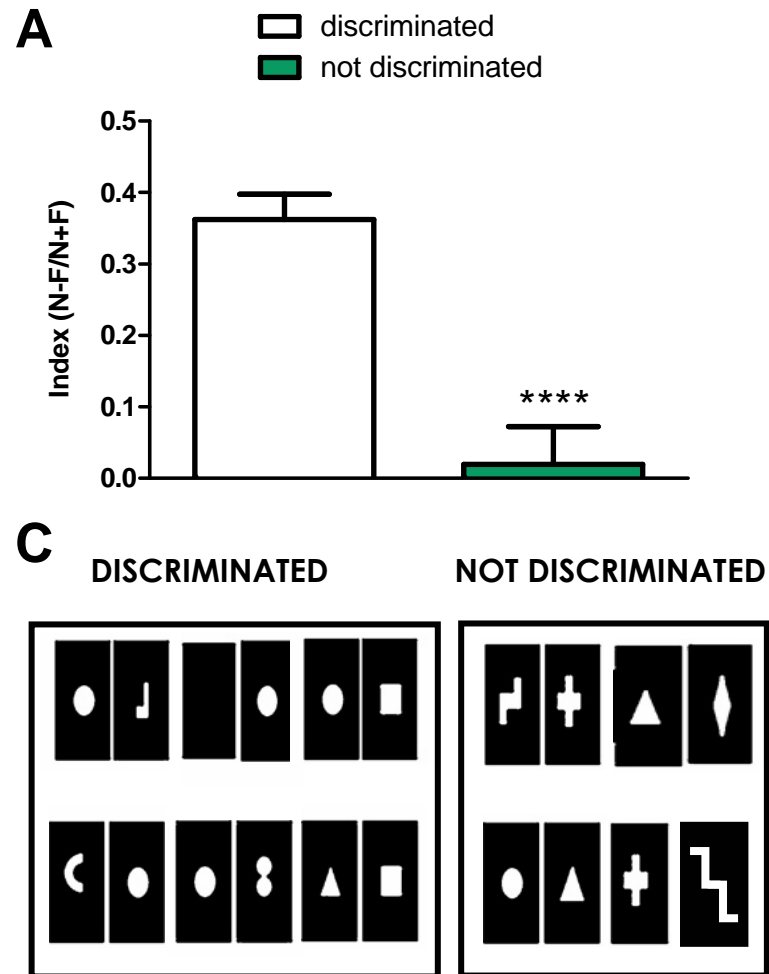 A
discriminated
not discriminated
Index (N-F/N+F)
0.5
0.4
0.3
0.2
0.1
0.0
****
C
DISCRIMINATED
NOT DISCRIMINATED